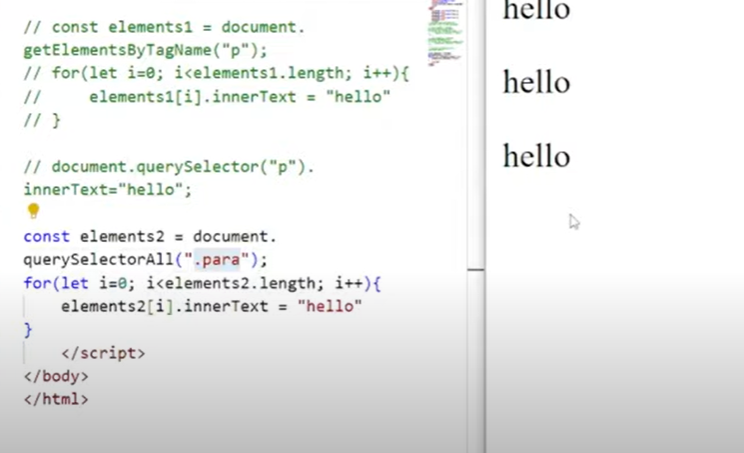 // const elements1 = document.
getElementsByTagName("p");
// for(let i=0; i<elements1.length; i++){
//     elements1[i].innerText = "hello"
// }
// document.querySelector("p").
innerText="hello";
const elements2 = document.
querySelectorAll(".para");
for(let i=0; i<elements2.length; i++){
    elements2[i].innerText = "hello"
}
    </script>
</body>
</html>
hello
hello
hello